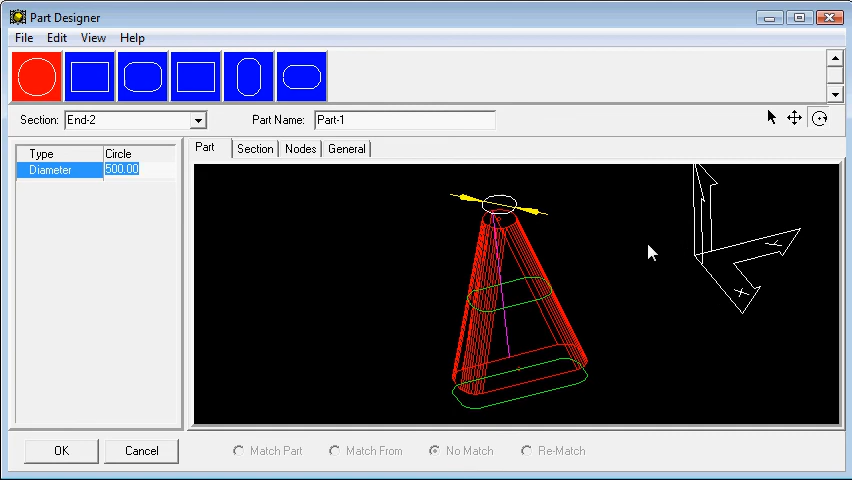 Part Designer
File Edit View Help
Section: End-2 Part Name: Part-1
Type Circle
Diameter 500.00
Part Section Nodes General
Y
X
OK Cancel Match Part Match From No Match Re-Match